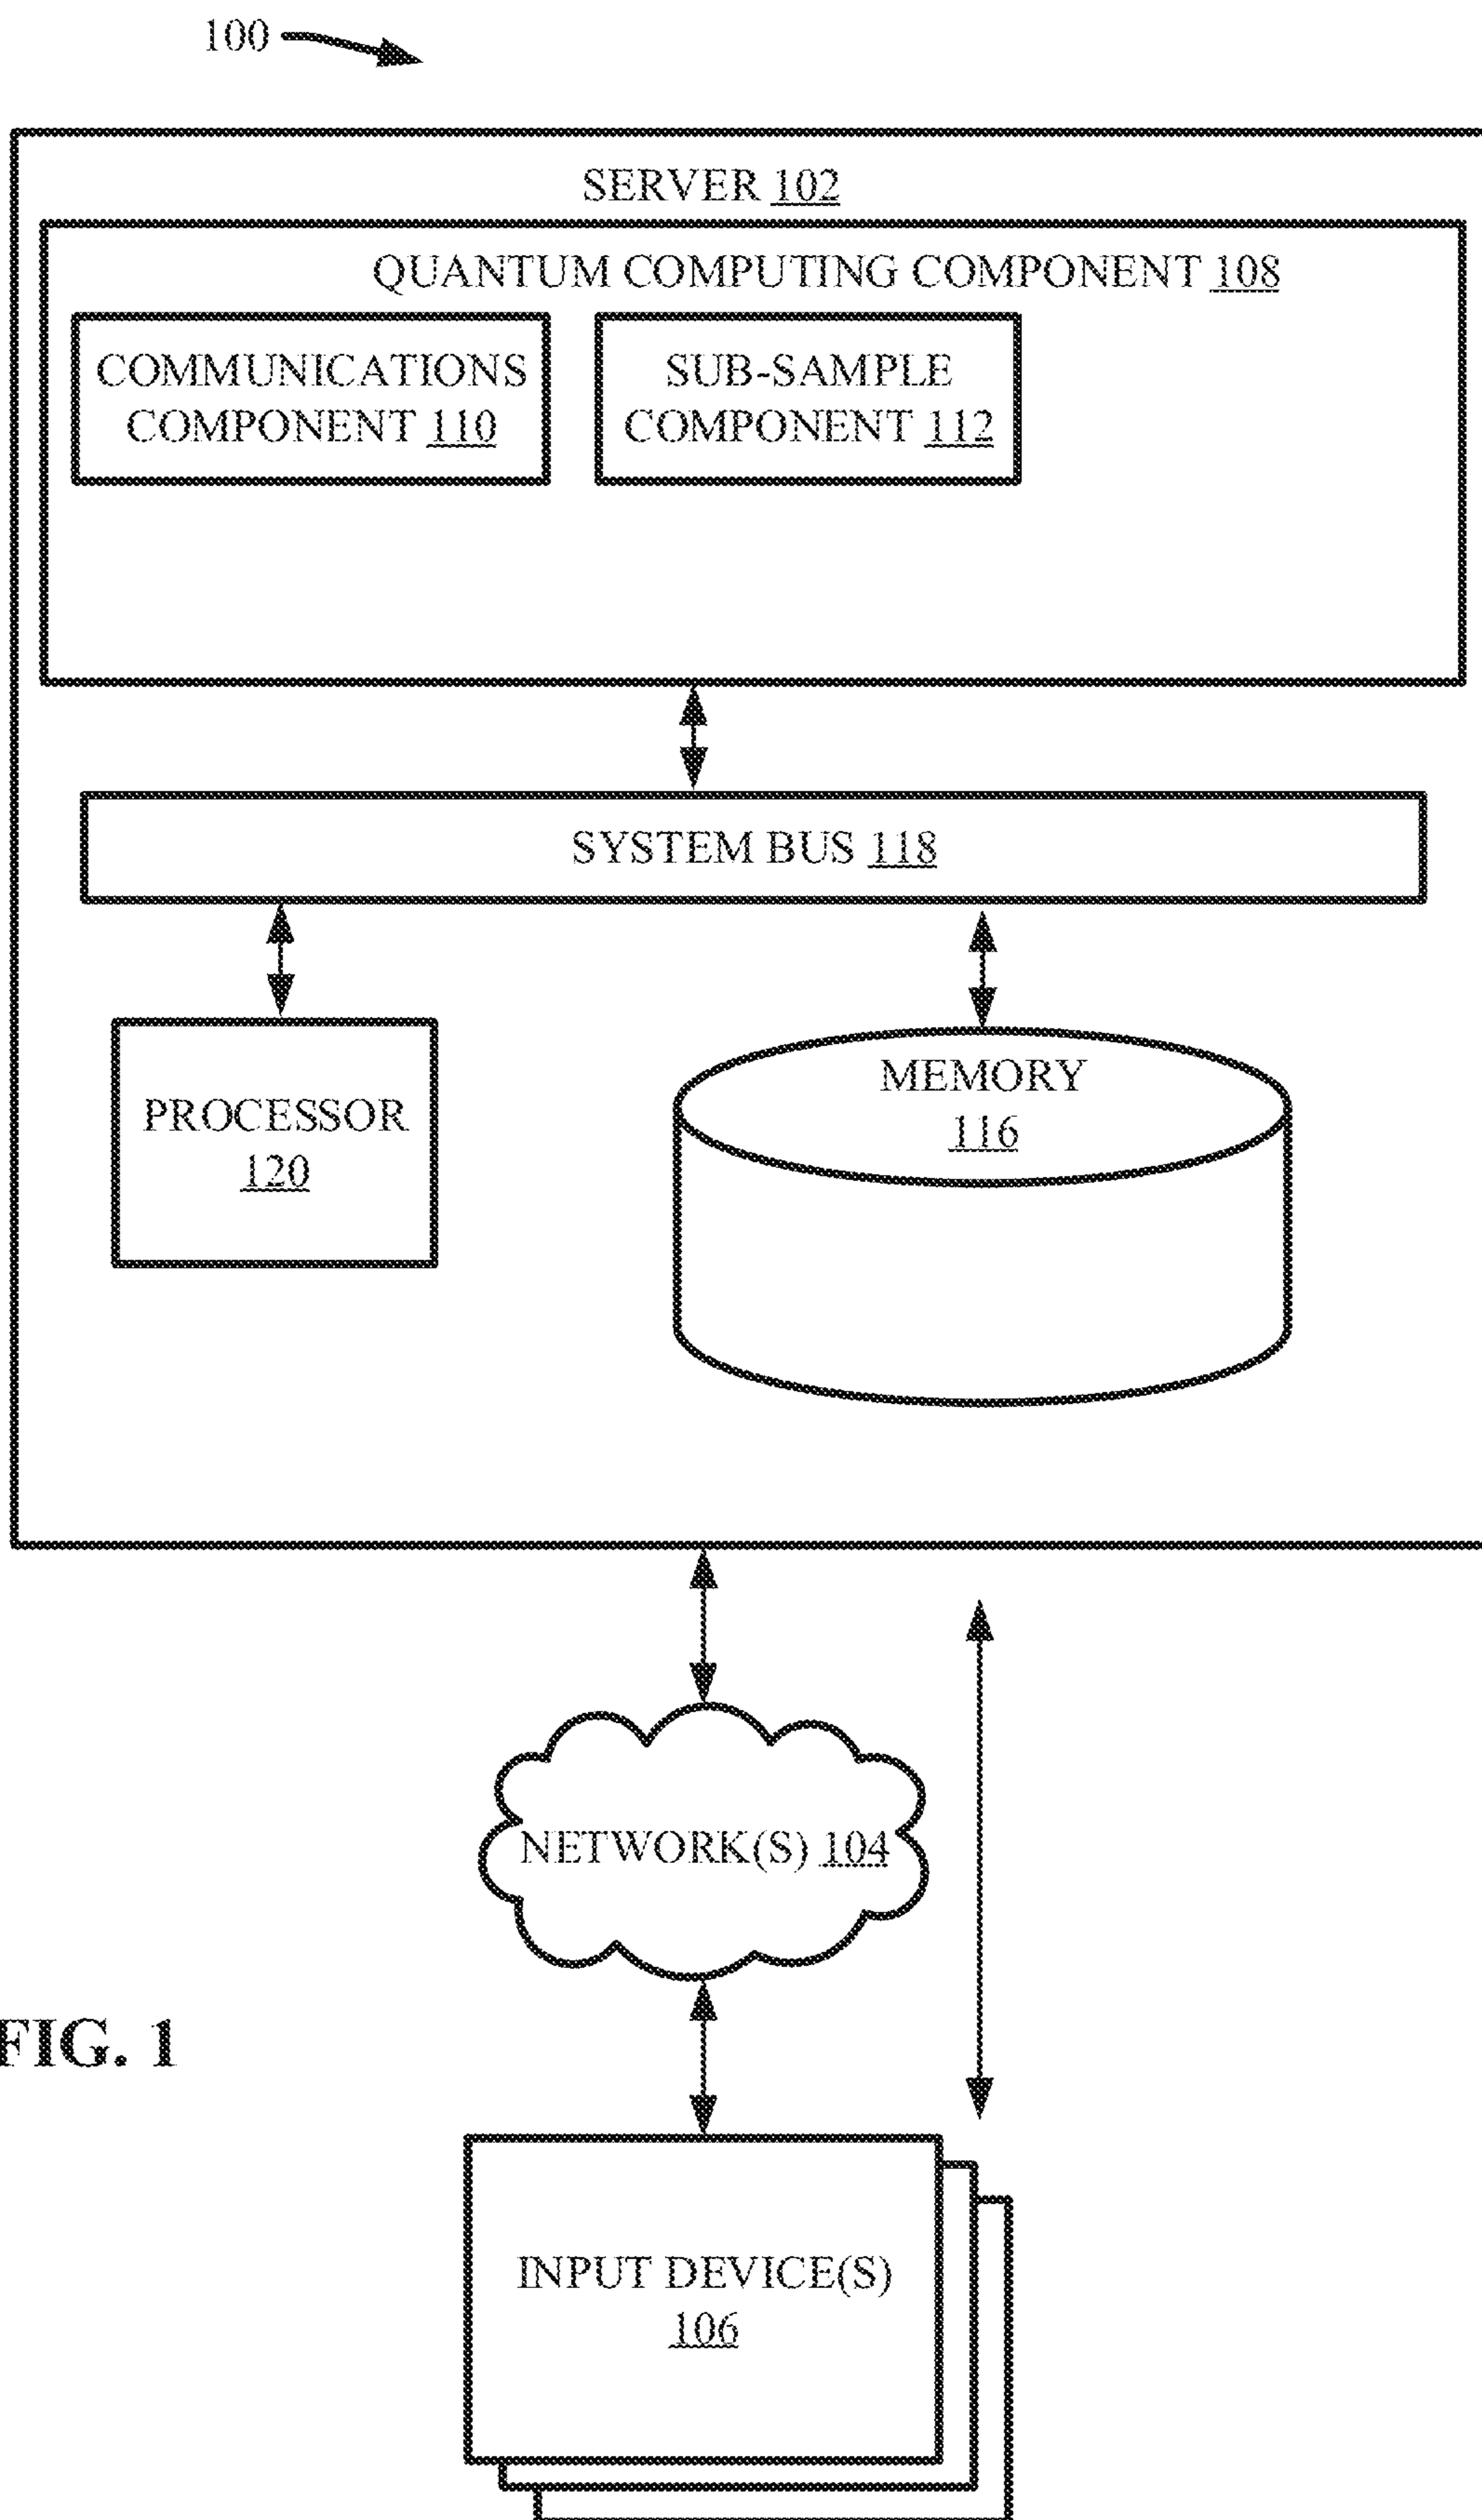 100
SERVER 102
QUANTUM COMPUTING COMPONENT 108
COMMUNICATIONS
COMPONENT 110
SUB-SAMPLE
COMPONENT 112
SYSTEM BUS 118
PROCESSOR
120
MEMORY
116
NETWORK(S) 104
FIG. 1
INPUT DEVICE(S)
106